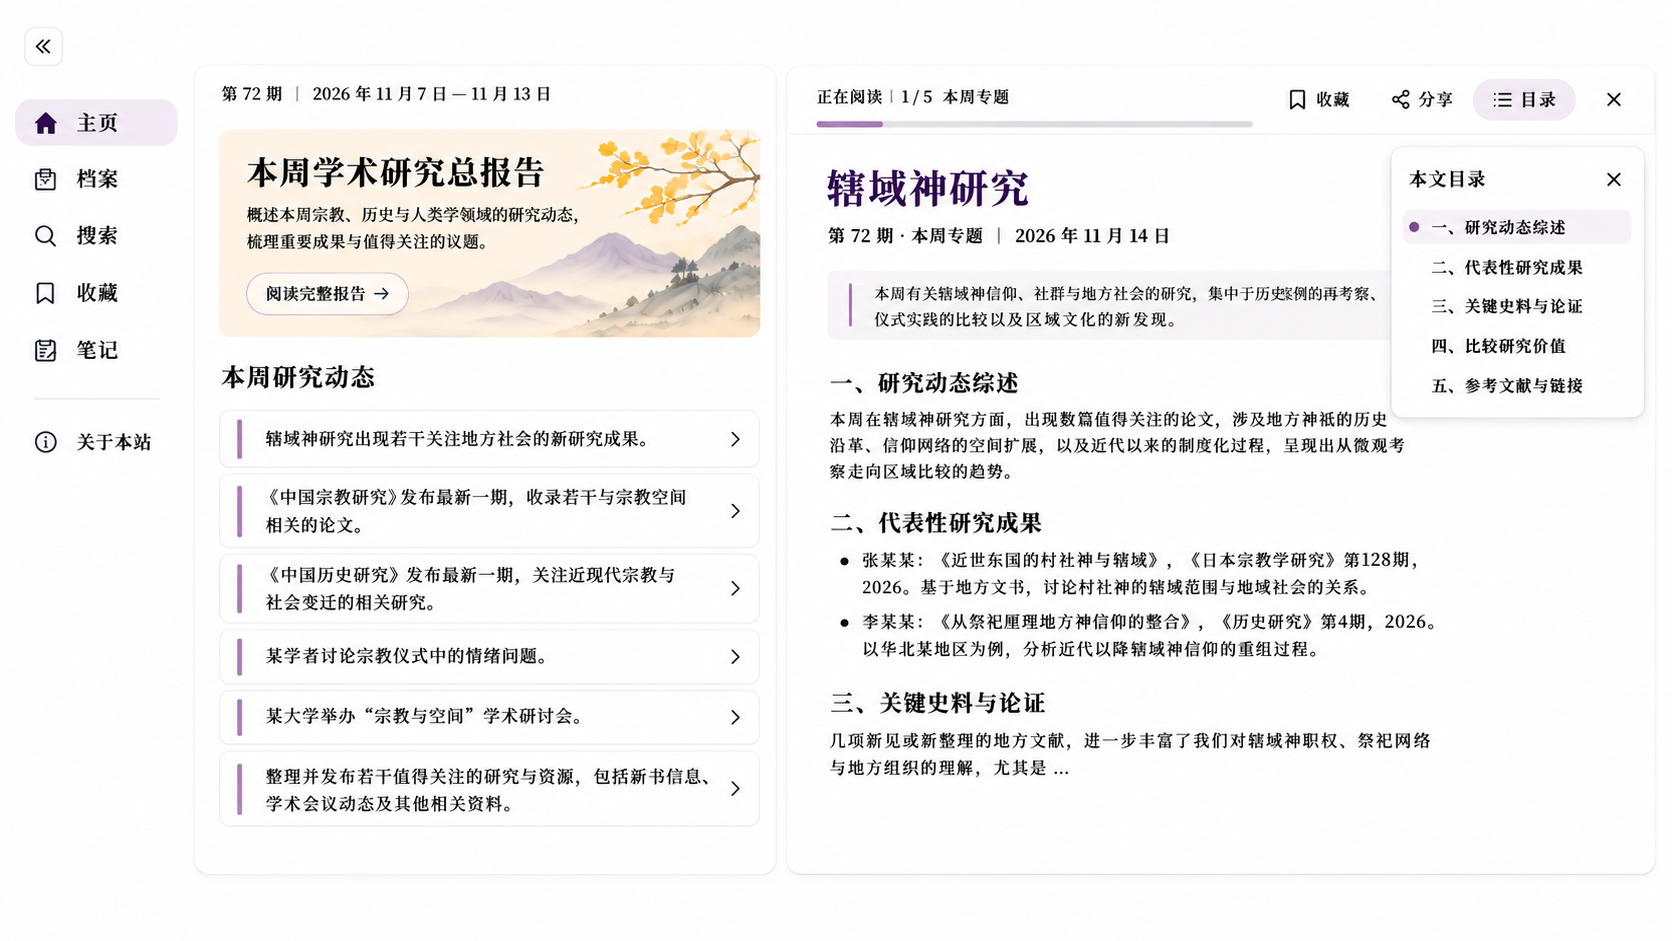 主页
档案
搜索
收藏
笔记
关于本站
第 72 期 | 2026 年 11 月 7 日 — 11 月 13 日
本周学术研究总报告
概述本周宗教、历史与人类学领域的研究动态，
梳理重要成果与值得关注的议题。
阅读完整报告 →
本周研究动态
辖域神研究出现若干关注地方社会的新研究成果。
《中国宗教研究》发布最新一期，收录若干与宗教空间
相关的论文。
《中国历史研究》发布最新一期，关注近现代宗教与
社会变迁的相关研究。
某学者讨论宗教仪式中的情绪问题。
某大学举办“宗教与空间”学术研讨会。
整理并发布若干值得关注的研究与资源，包括新书信息、
学术会议动态及其他相关资料。
正在阅读 | 1 / 5 本周专题
收藏
分享
目录
辖域神研究
第 72 期 · 本周专题 | 2026 年 11 月 14 日
本周有关辖域神信仰、社群与地方社会的研究，集中于历史例的再考察、
仪式实践的比较以及区域文化的新发现。
一、研究动态综述
本周在辖域神研究方面，出现数篇值得关注的论文，涉及地方神祇的历史
沿革、信仰网络的空间扩展，以及近代以来的制度化过程，呈现出从微观考
察走向区域比较的趋势。
二、代表性研究成果
● 张某某：《近世东国的村社神与辖域》，《日本宗教学研究》第128期，
2026。基于地方文书，讨论村社神的辖域范围与地域社会的关系。
● 李某某：《从祭祀厘理地方神信仰的整合》，《历史研究》第4期，2026。
以华北某地区为例，分析近代以降辖域神信仰的重组过程。
三、关键史料与论证
几项新见或新整理的地方文献，进一步丰富了我们对辖域神职权、祭祀网络
与地方组织的理解，尤其是 ...
本文目录
一、研究动态综述
二、代表性研究成果
三、关键史料与论证
四、比较研究价值
五、参考文献与链接